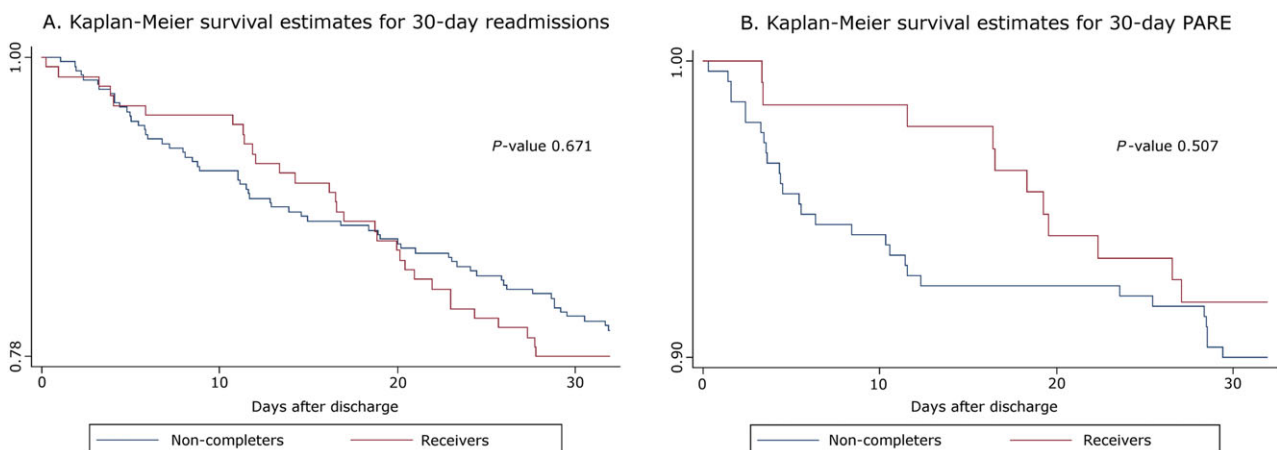 A. Kaplan-Meier survival estimates for 30-day readmissions
1.00
P-value 0.671
0.78
0 10 20 30
Days after discharge
Non-completers Receivers
B. Kaplan-Meier survival estimates for 30-day PARE
1.00
P-value 0.507
0.90
0 10 20 30
Days after discharge
Non-completers Receivers